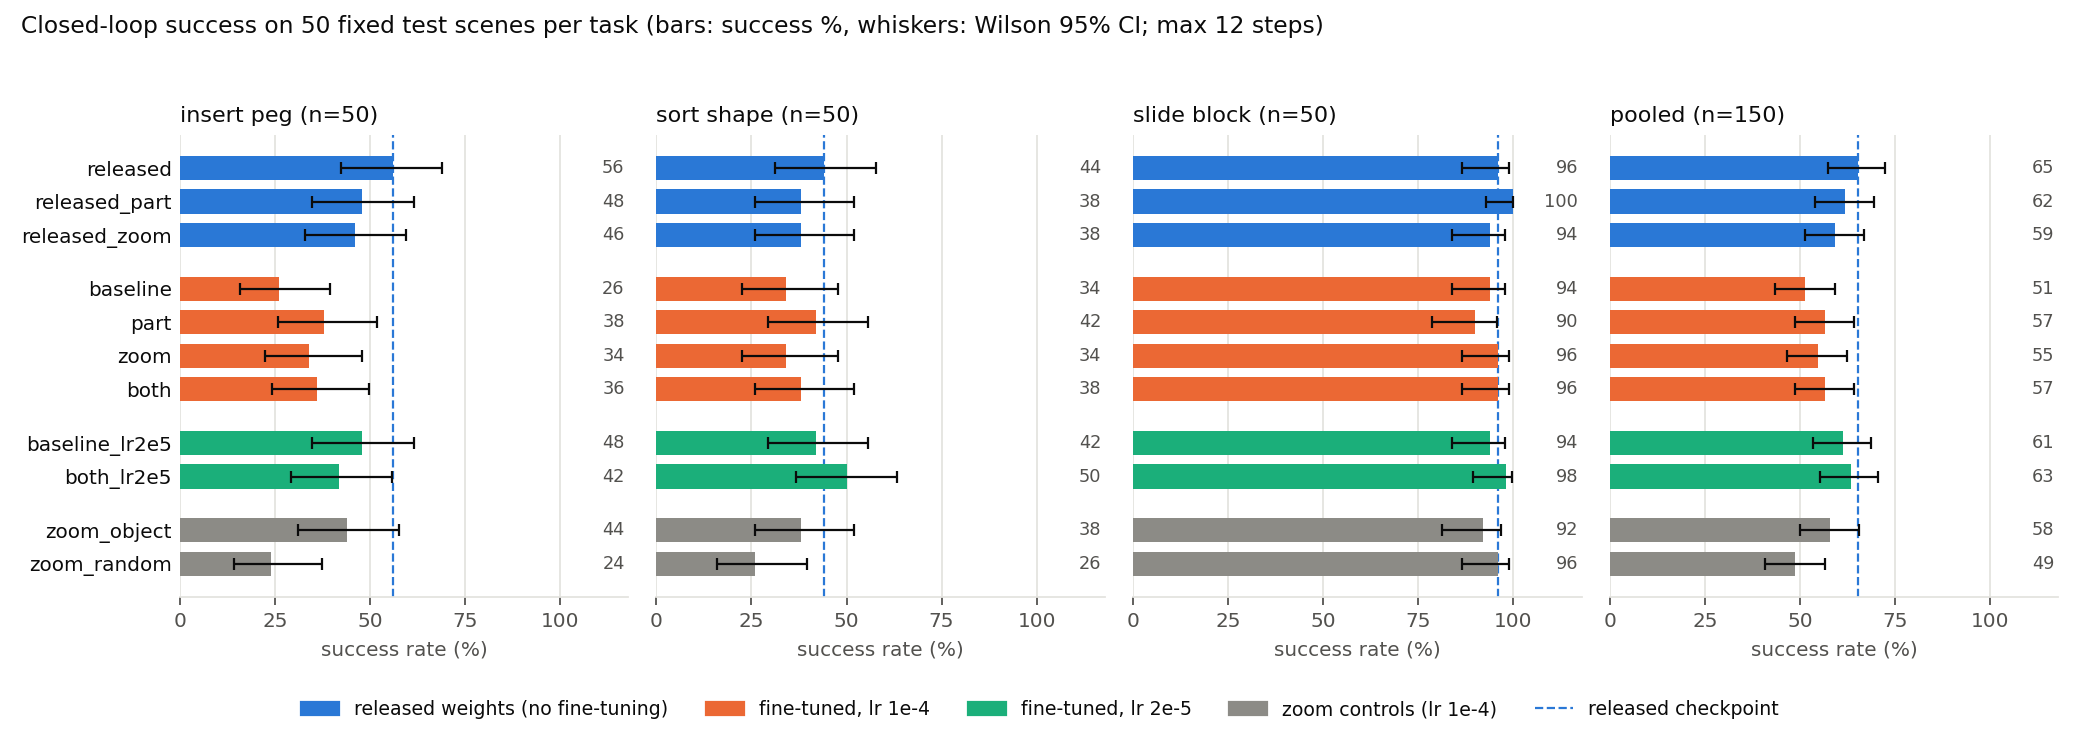 Closed-loop success on 50 fixed test scenes per task (bars: success %, whiskers: Wilson 95% CI; max 12 steps)
insert peg (n=50)
sort shape (n=50)
slide block (n=50)
pooled (n=150)
released 56 44 96 65
released_part 48 38 100 62
released_zoom 46 38 94 59
baseline 26 34 94 51
part 38 42 90 57
zoom 34 34 96 55
both 36 38 96 57
baseline_lr2e5 48 42 94 61
both_lr2e5 42 50 98 63
zoom_object 44 38 92 58
zoom_random 24 26 96 49
0 25 50 75 100 0 25 50 75 100 0 25 50 75 100 0 25 50 75 100
success rate (%) success rate (%) success rate (%) success rate (%)
released weights (no fine-tuning) fine-tuned, lr 1e-4 fine-tuned, lr 2e-5 zoom controls (lr 1e-4) released checkpoint